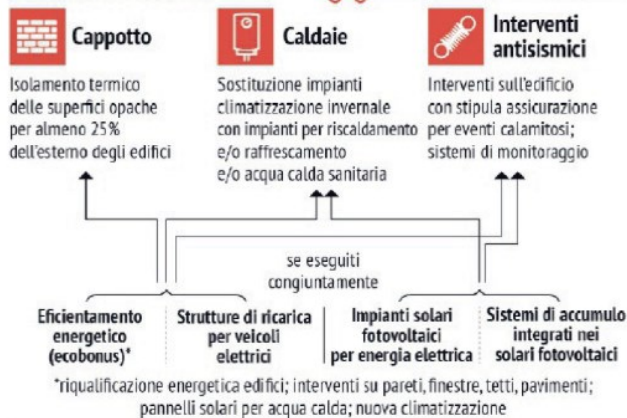 Cappotto
Isolamento termico
delle superfici opache
per almeno 25%
dell'esterno degli edifici
Caldaie
Sostituzione impianti
climatizzazione invernale
con impianti per riscaldamento
e/o raffrescamento
e/o acqua calda sanitaria
Interventi
antisismici
Interventi sull'edificio
con stipula assicurazione
per eventi calamitosi;
sistemi di monitoraggio
se eseguiti
congiuntamente
Eficientamento
energetico
(ecobonus)*
Strutture di ricarica
per veicoli
elettrici
Impianti solari
fotovoltaici
per energia elettrica
Sistemi di accumulo
integrati nei
solari fotovoltaici
*riqualificazione energetica edifici; interventi su pareti, finestre, tetti, pavimenti;
pannelli solari per acqua calda; nuova climatizzazione